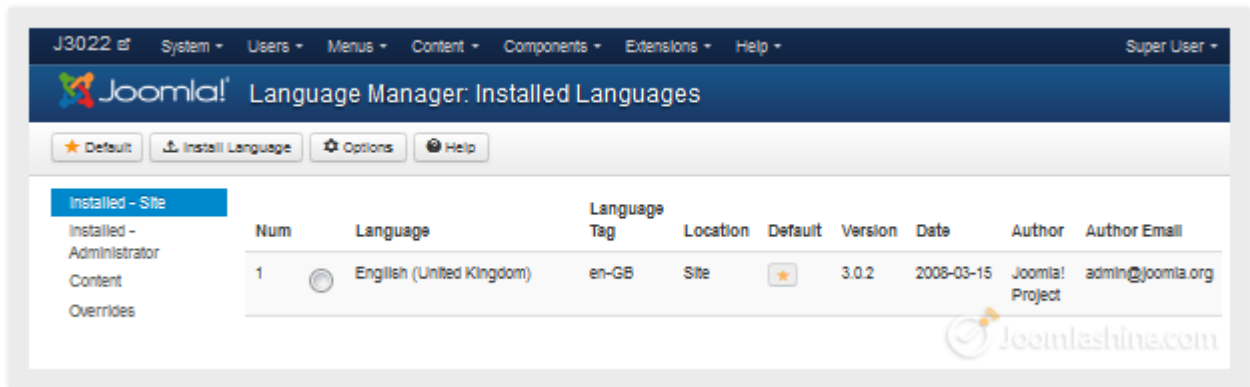 J3022 System Users Menus Content Components Extensions Help Super User
Joomla!® Language Manager: Installed Languages
Default Install Language Options Help
Installed - Site
Installed -
Administrator
Content
Overrides
Num Language Language Tag Location Default Version Date Author Author Email
1 English (United Kingdom) en-GB Site 3.0.2 2008-03-15 Joomla! Project admin@joomla.org
Joomlashine.com